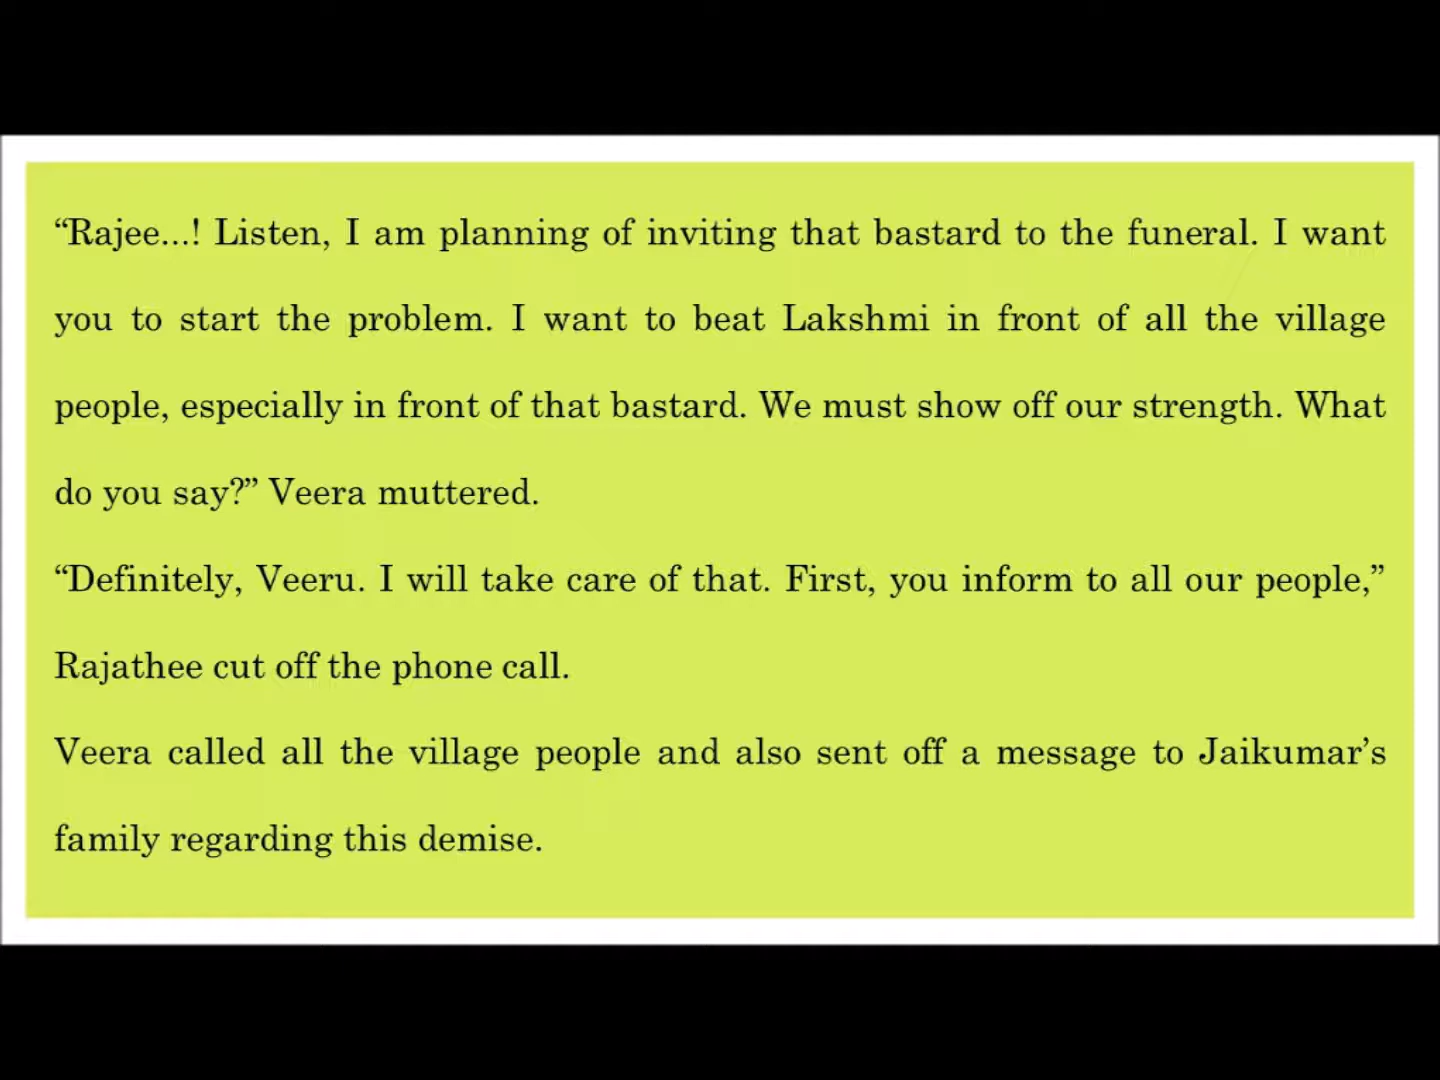 “Rajee...! Listen, I am planning of inviting that bastard to the funeral. I want
you to start the problem. I want to beat Lakshmi in front of all the village
people, especially in front of that bastard. We must show off our strength. What
do you say?” Veera muttered.
“Definitely, Veeru. I will take care of that. First, you inform to all our people,”
Rajathee cut off the phone call.
Veera called all the village people and also sent off a message to Jaikumar’s
family regarding this demise.